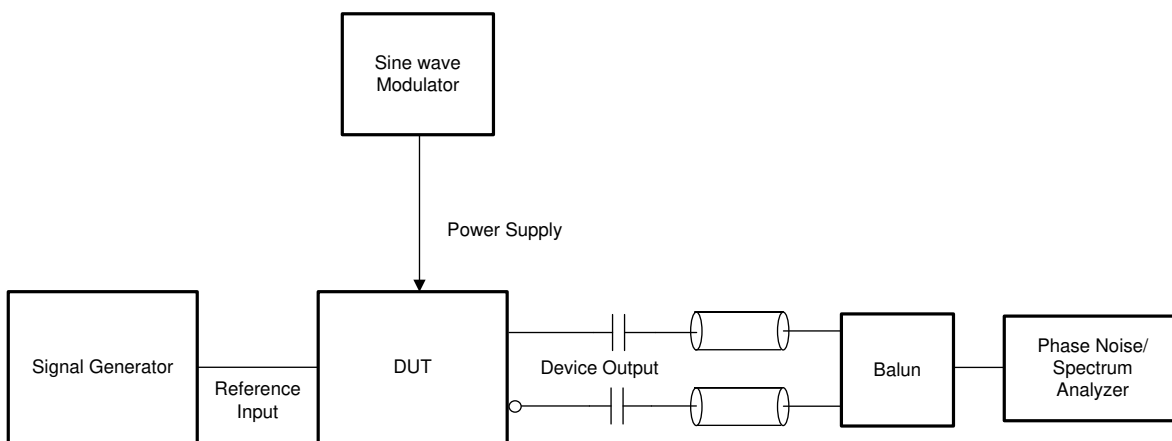 Sine wave
Modulator
Power Supply
Signal Generator
Reference
Input
DUT
Device Output
Balun
Phase Noise/
Spectrum
Analyzer